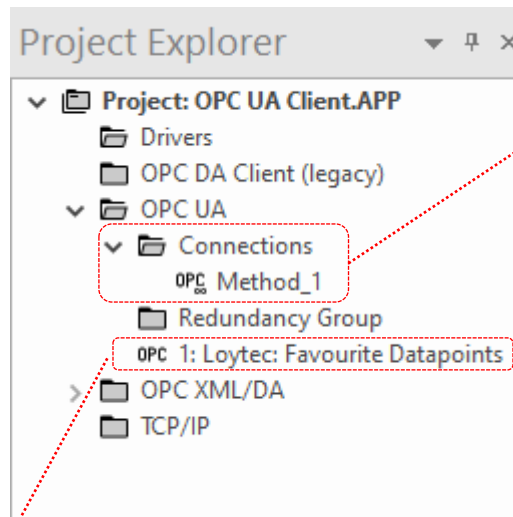 Project Explorer
Project: OPC UA Client.APP
Drivers
OPC DA Client (legacy)
OPC UA
Connections
OPC Method_1
Redundancy Group
OPC 1: Loytec: Favourite Datapoints
OPC XML/DA
TCP/IP